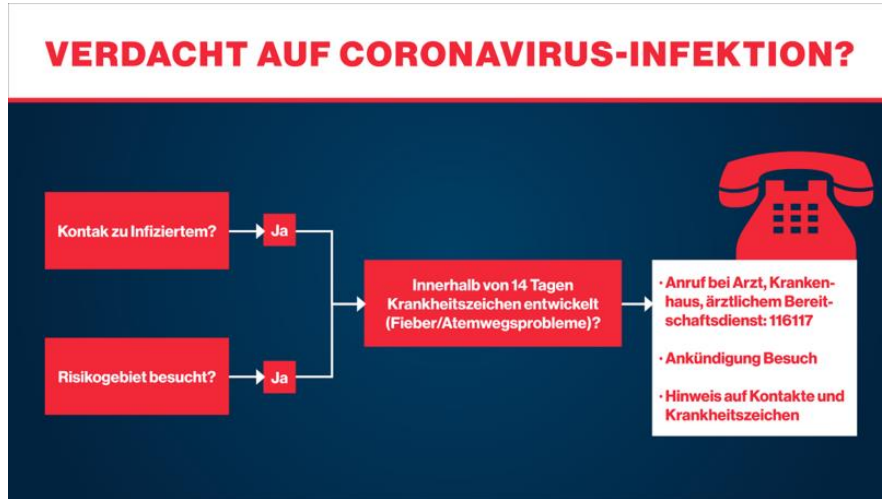 VERDACHT AUF CORONAVIRUS-INFEKTION?
Kontak zu Infiziertem?
Ja
Risikogebiet besucht?
Ja
Innerhalb von 14 Tagen
Krankheitszeichen entwickelt
(Fieber/Atemwegsprobleme)?
· Anruf bei Arzt, Kranken-
haus, ärztlichem Bereit-
schaftsdienst: 116117
· Ankündigung Besuch
· Hinweis auf Kontakte und
Krankheitszeichen